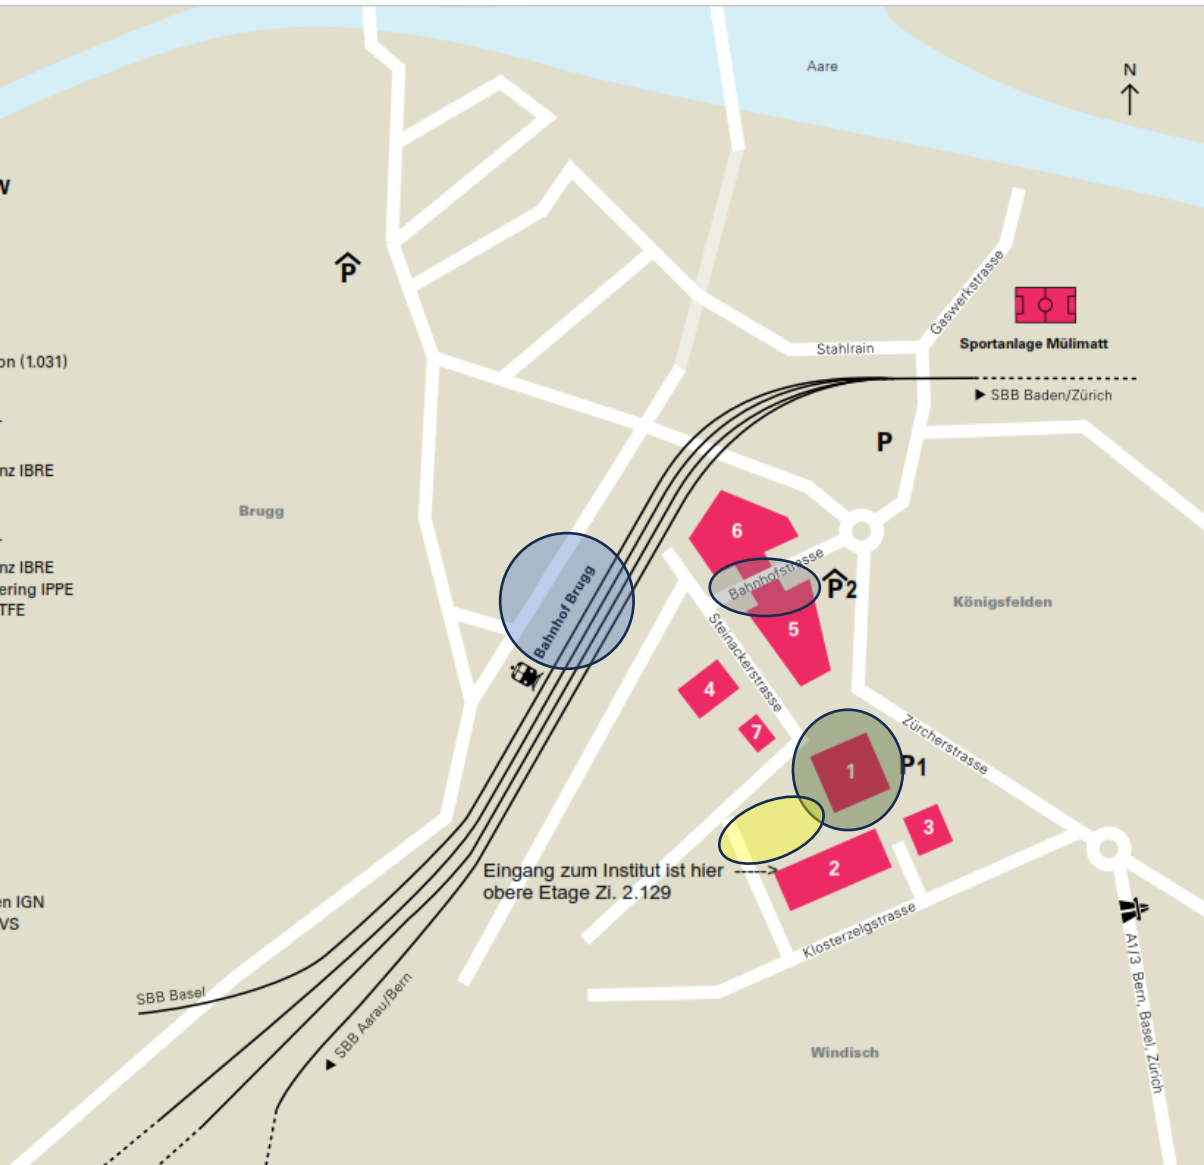 Aare
N
W
P
Gaswerkstrasse
Sportanlage Mülimatt
Stahlrain
on (1.031)
SBB Baden/Zürich
P
nz IBRE
Brugg
6
Bahnhofstrasse
nz IBRE
ering IPPE
TFE
Bahnhof Brugg
P2
Königsfelden
5
Steinackerstrasse
4
7
Zürcherstrasse
1
P1
3
2
Eingang zum Institut ist hier ----->
obere Etage Zi. 2.129
en IGN
VS
Klosterzelgstrasse
A1/3 Bern, Basel, Zürich
SBB Basel
SBB Aarau/Bern
Windisch